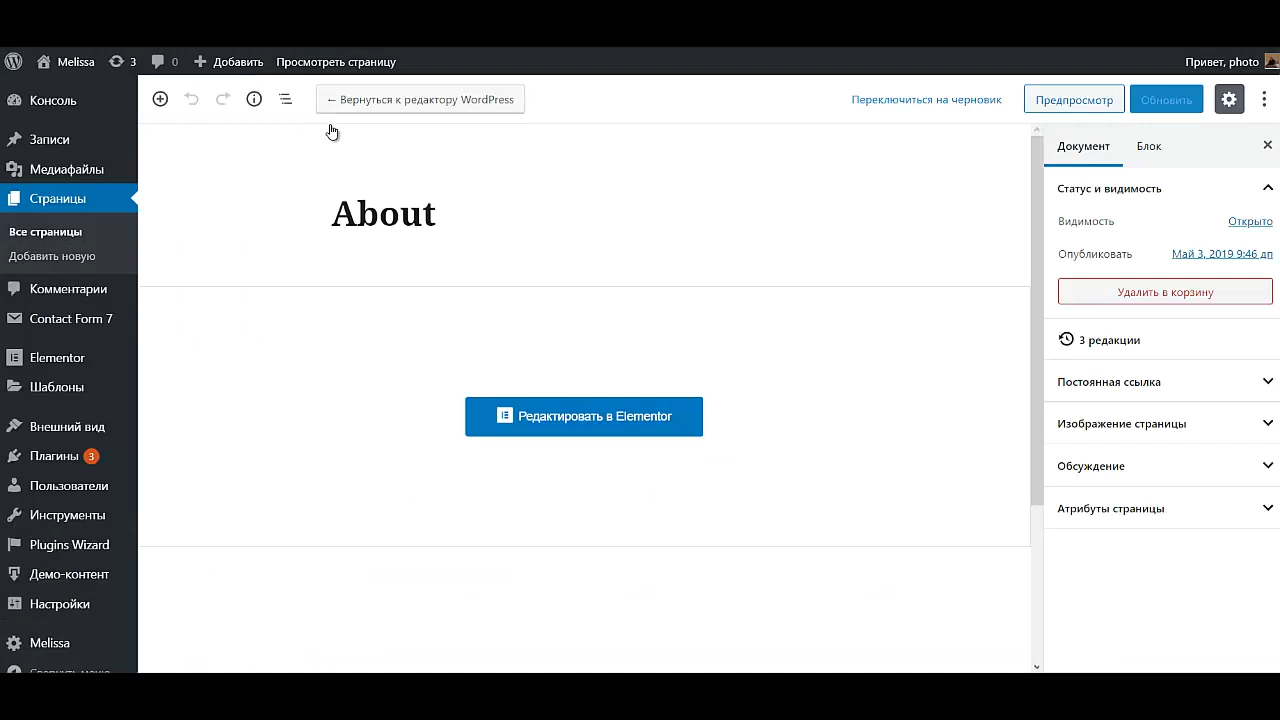 Melissa
3
0
Добавить
Просмотреть страницу
Привет, photo
Консоль
Записи
Медиафайлы
Страницы
Все страницы
Добавить новую
Комментарии
Contact Form 7
Elementor
Шаблоны
Внешний вид
Плагины 3
Пользователи
Инструменты
Plugins Wizard
Демо-контент
Настройки
Melissa
Свернуть меню
← Вернуться к редактору WordPress
Переключиться на черновик
Предпросмотр
Обновить
About
Редактировать в Elementor
Документ
Блок
Статус и видимость
Видимость
Открыто
Опубликовать
Май 3, 2019 9:46 дп
Удалить в корзину
3 редакции
Постоянная ссылка
Изображение страницы
Обсуждение
Атрибуты страницы